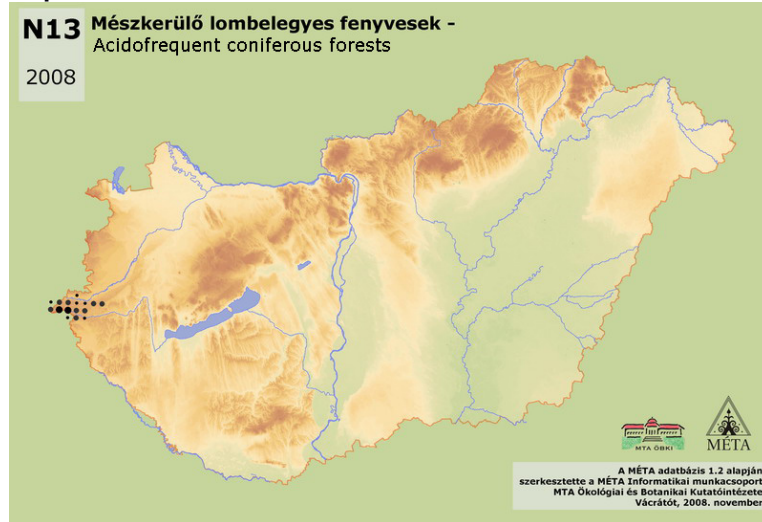 N13 Mészkerülő lombelegyes fenyvesek -
Acidofrequent coniferous forests
2008
MTA ÖBKI
MÉTA
A MÉTA adatbázis 1.2 alapján
szerkesztette a MÉTA Informatikai munkacsoport
MTA Ökológiai és Botanikai Kutatóintézete
Vácrátót, 2008. november